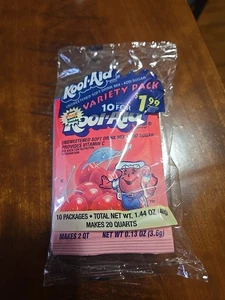 Kool-Aid
VARIETY PACK
10 FOR
1.99
Kool-Aid
UNSWEETENED SOFT DRINK MIX
PROVIDES VITAMIN C
10 PACKAGES • TOTAL NET WT. 1.44 OZ
MAKES 20 QUARTS
MAKES 2 QT
NET WT 0.13 OZ (3.6g)